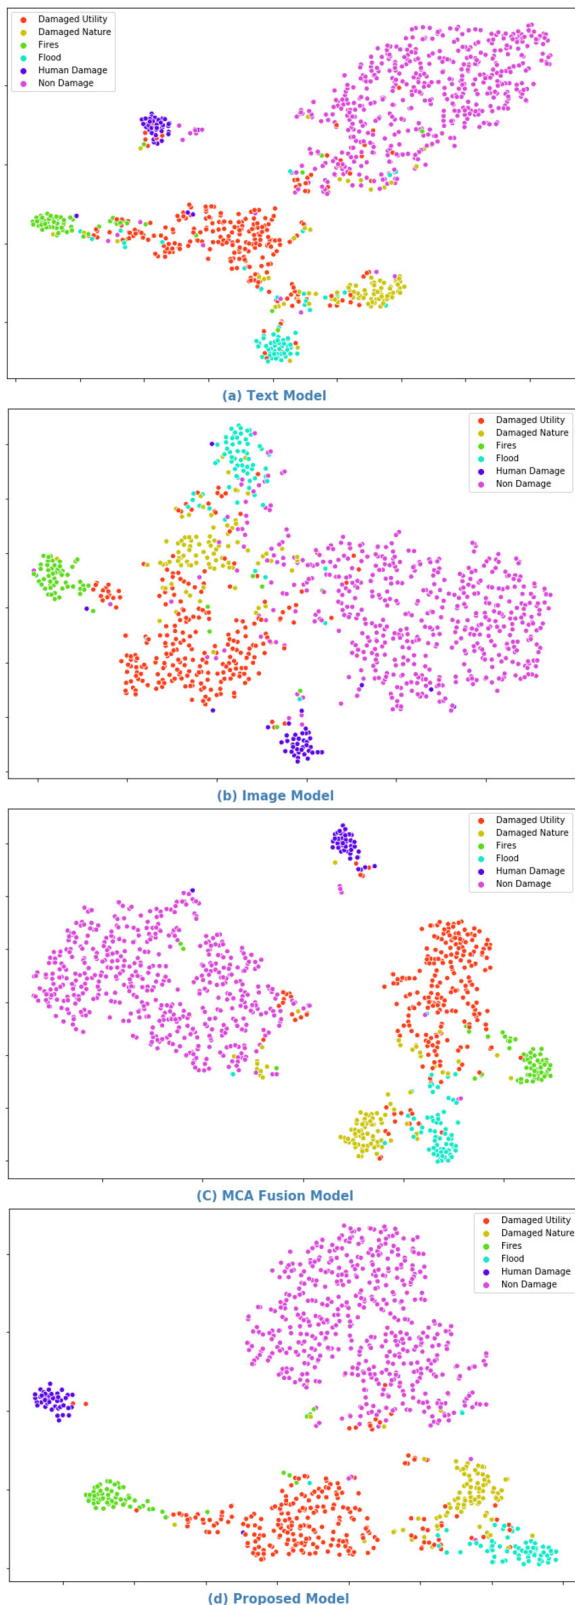 Damaged Utility
Damaged Nature
Fires
Flood
Human Damage
Non Damage
(a) Text Model
Damaged Utility
Damaged Nature
Fires
Flood
Human Damage
Non Damage
(b) Image Model
Damaged Utility
Damaged Nature
Fires
Flood
Human Damage
Non Damage
(C) MCA Fusion Model
Damaged Utility
Damaged Nature
Fires
Flood
Human Damage
Non Damage
(d) Proposed Model